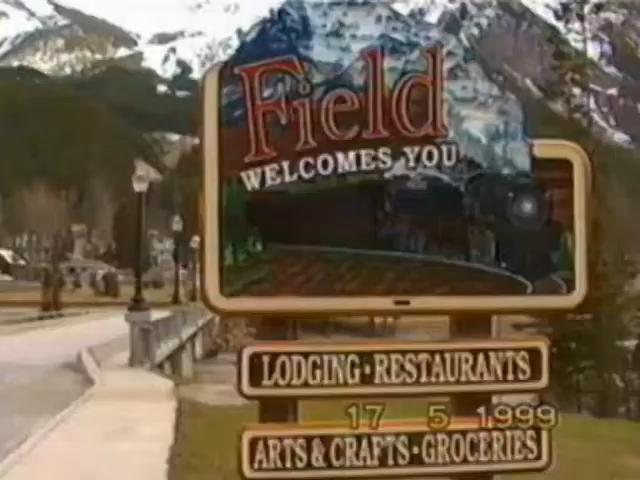 Field
WELCOMES YOU
LODGING · RESTAURANTS
17 5 1999
ARTS & CRAFTS · GROCERIES